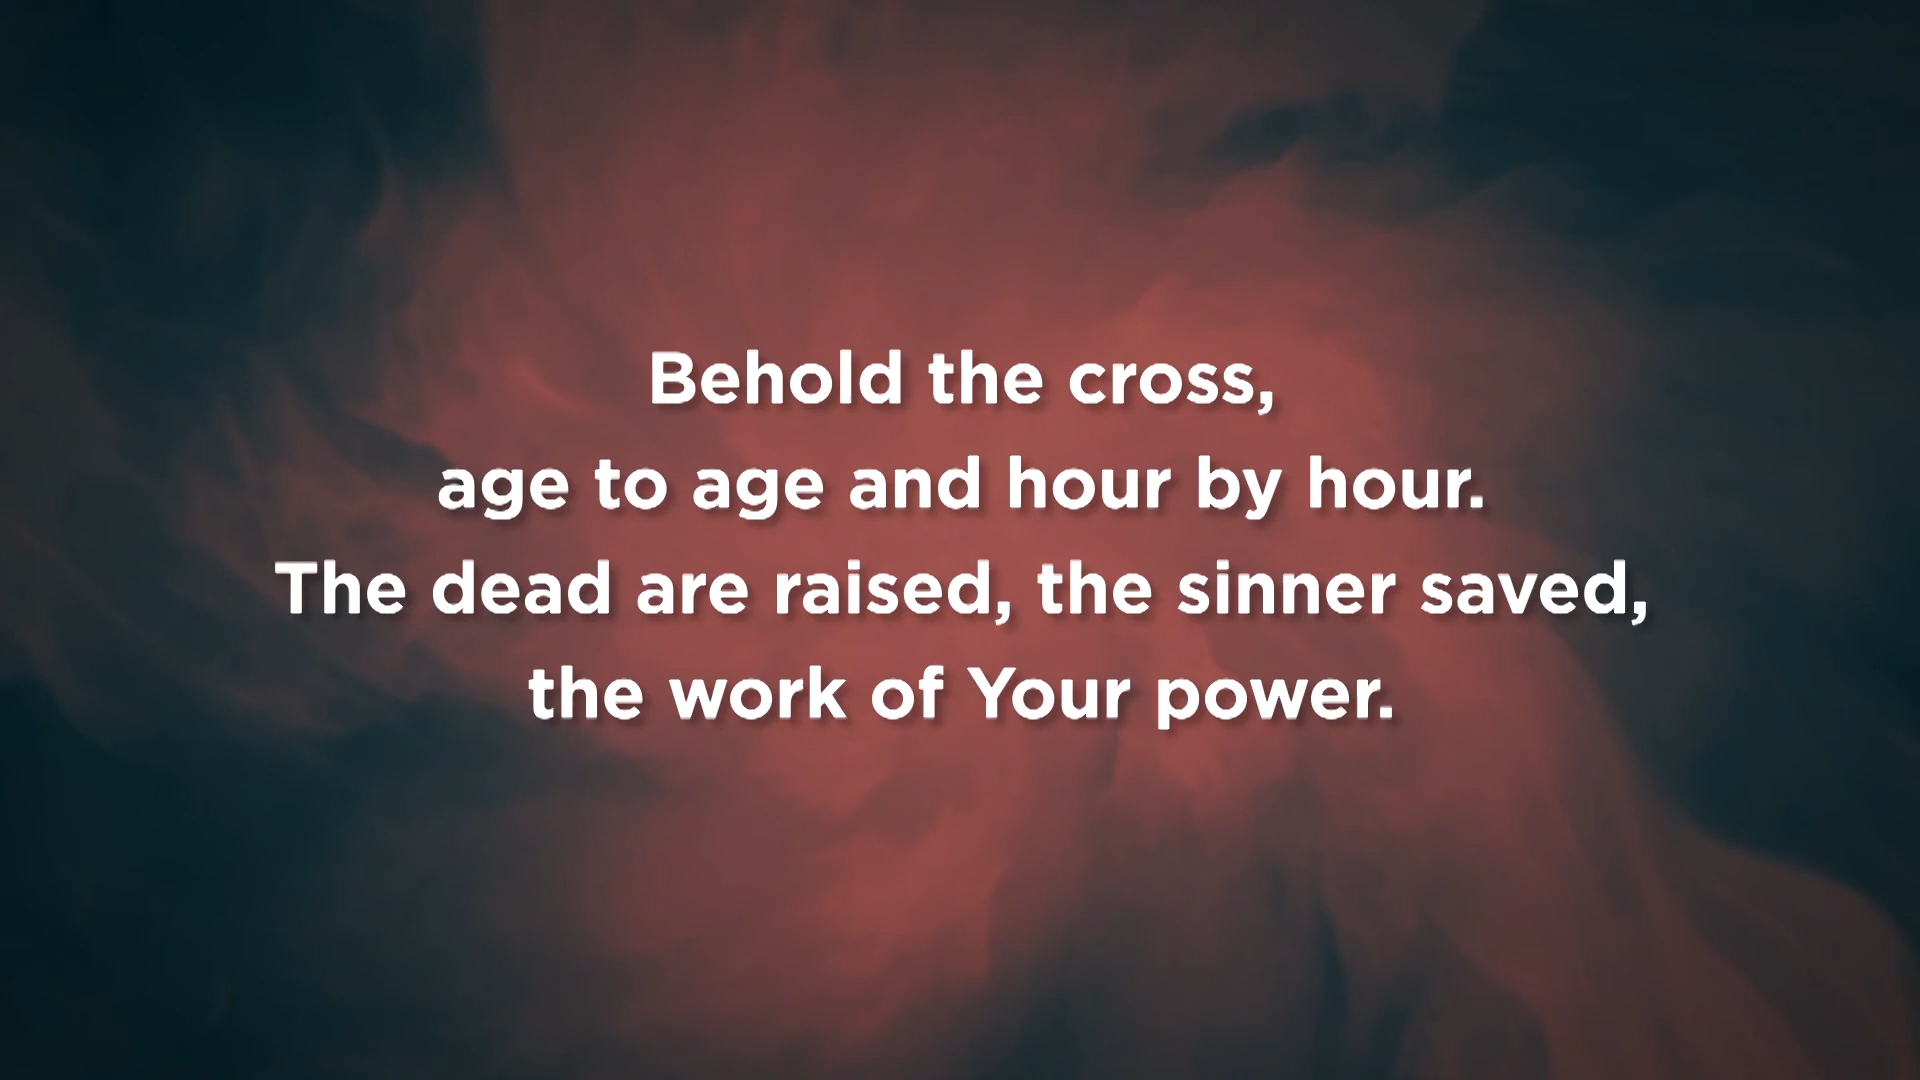 Behold the cross,
age to age and hour by hour.
The dead are raised, the sinner saved,
the work of Your power.